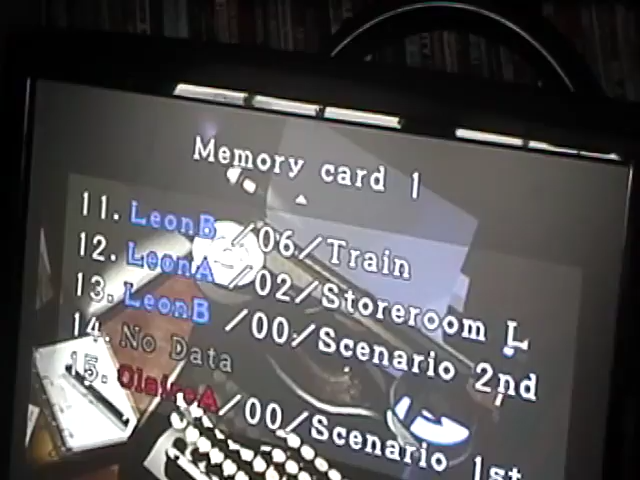 Memory card 1
11. LeonB /06/Train
12. LeonA /02/Storeroom L
13. LeonB /00/Scenario 2nd
14. No Data
15. ClaireA/00/Scenario 1st